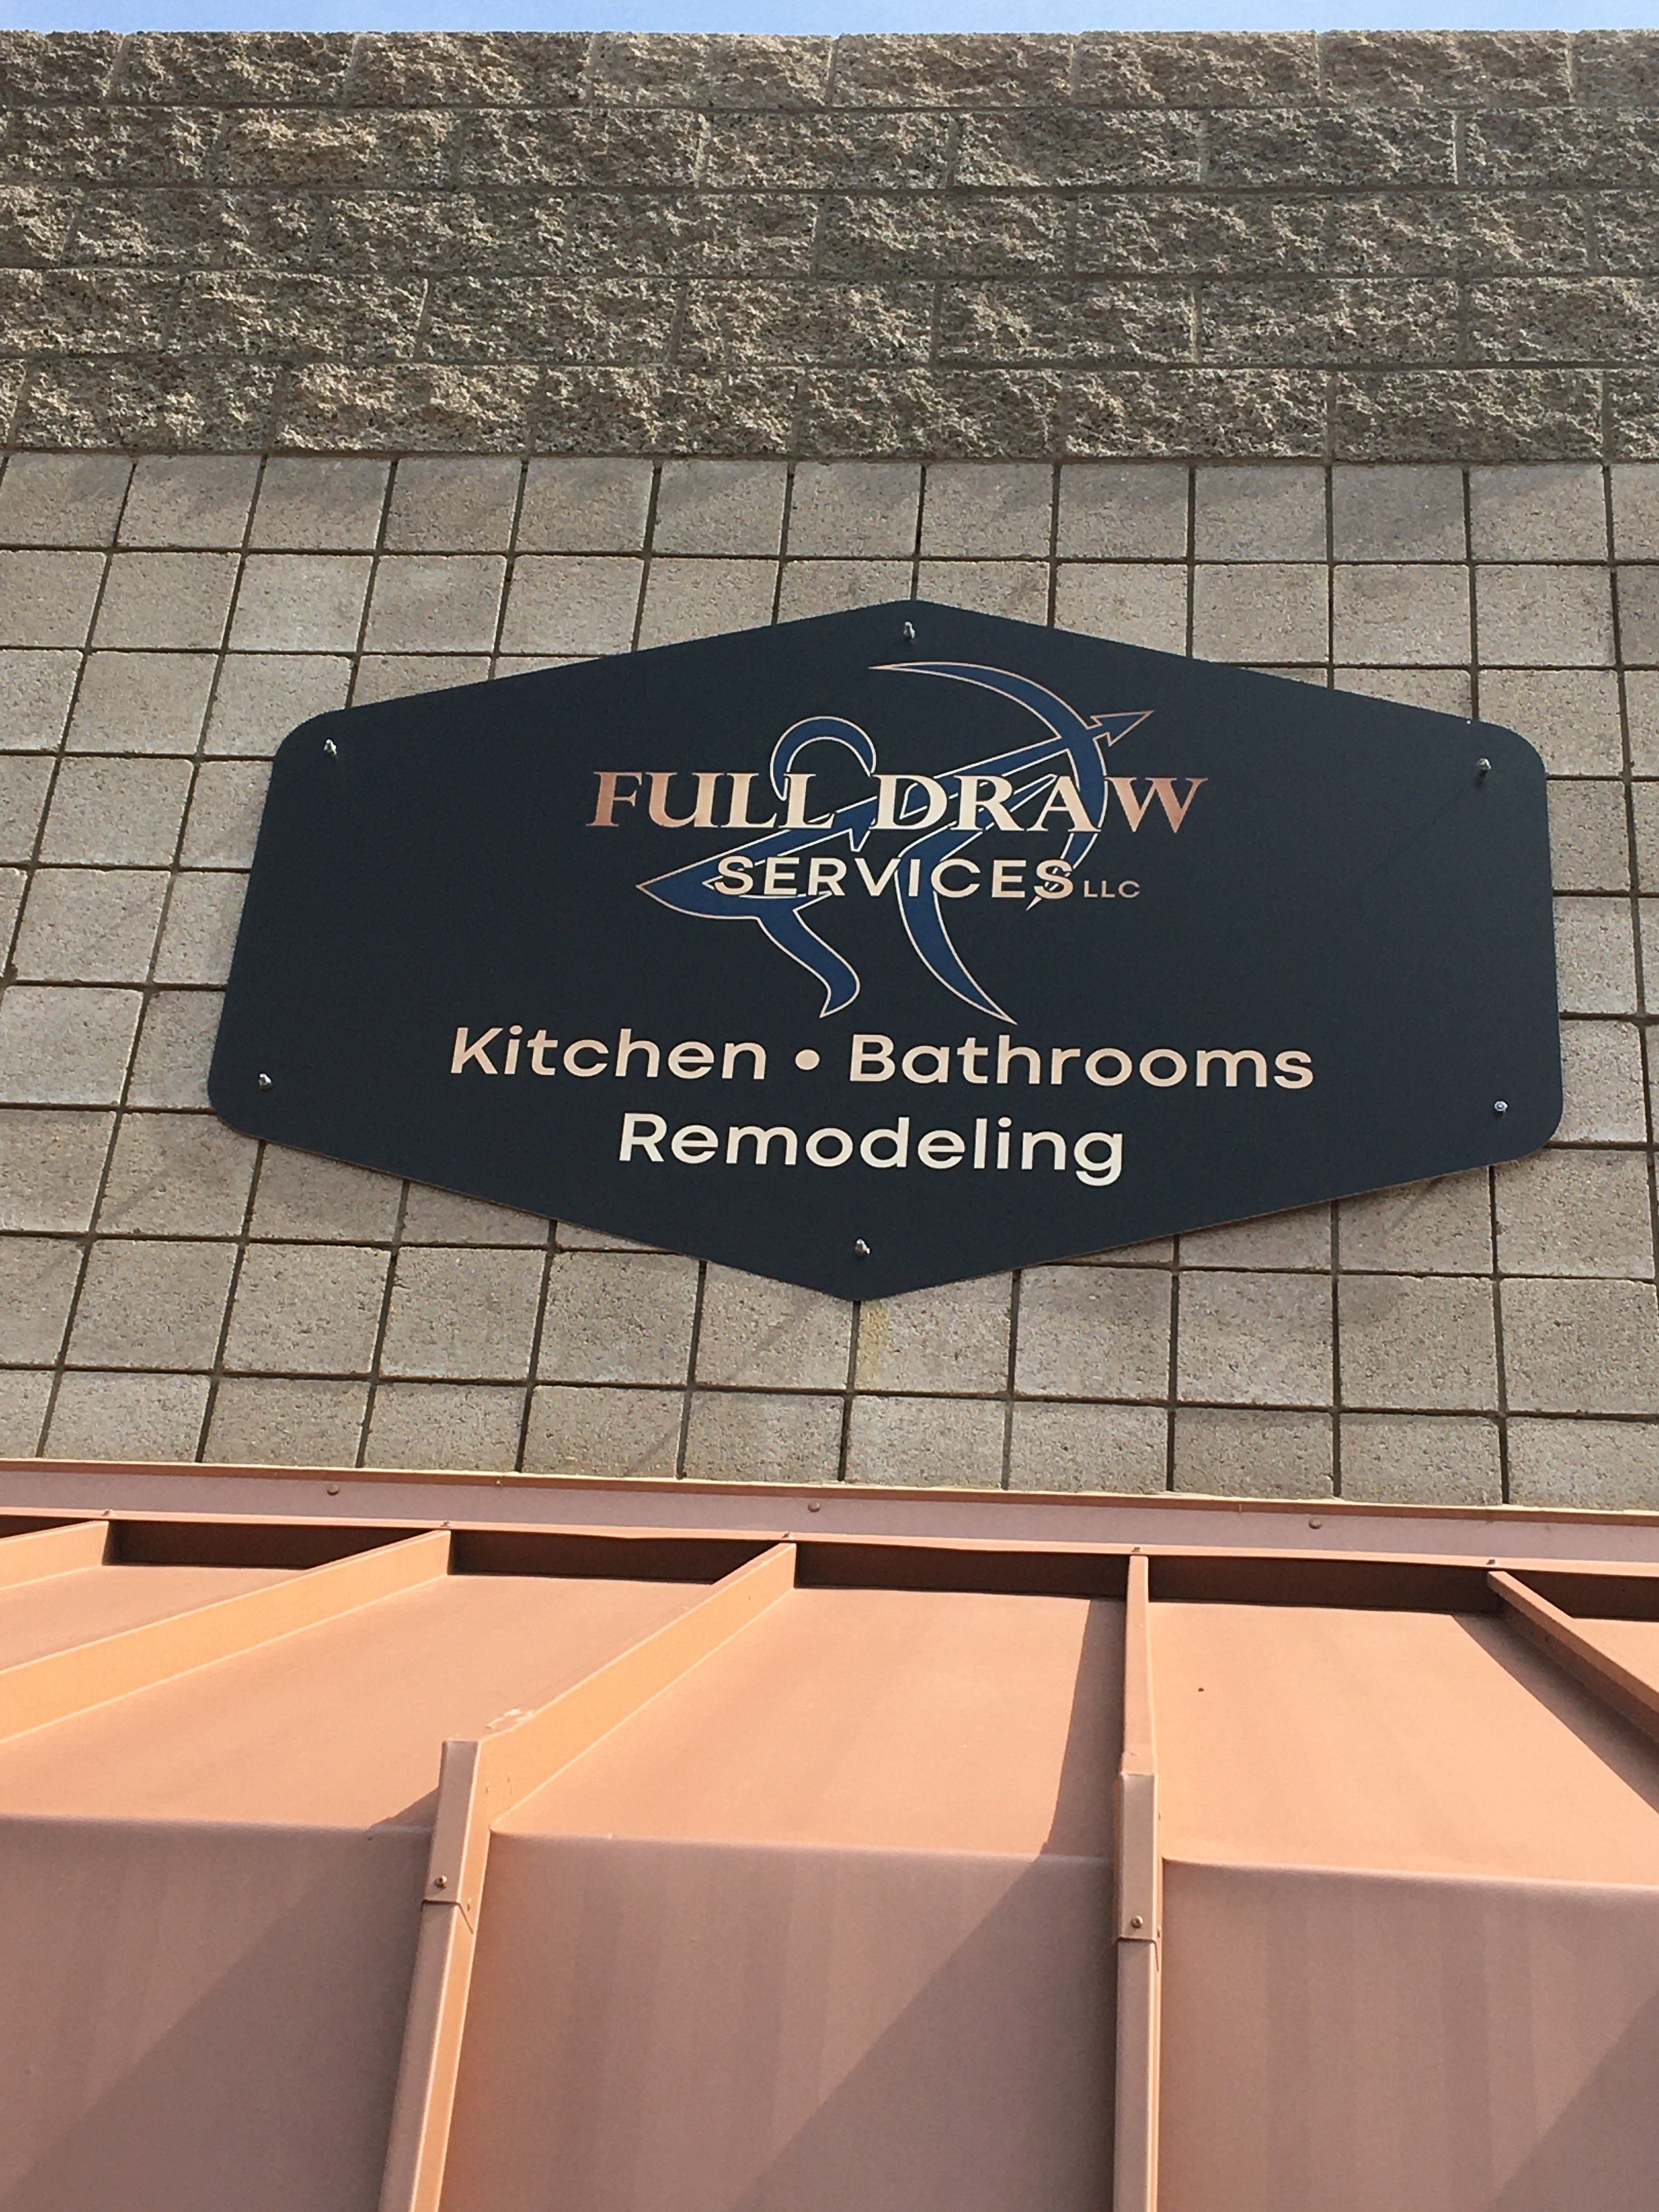 FULL DRAW
SERVICES LLC
Kitchen • Bathrooms
Remodeling